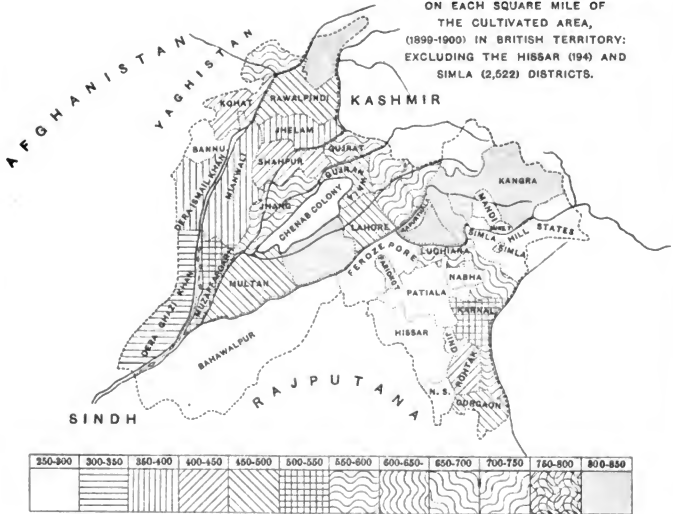 ON EACH SQUARE MILE OF
THE CULTIVATED AREA,
(1899-1900) IN BRITISH TERRITORY:
EXCLUDING THE HISSAR (194) AND
SIMLA (2,522) DISTRICTS.
AFGHANISTAN
YAGHISTAN
KASHMIR
KOHAT
RAWALPINDI
JHELAM
BANNU
GUJRAT
SHAHPUR
DERA ISMAIL KHAN
MIANWALI
GUJRAN
WALA
KANGRA
JHANG
CHENAB COLONY
MANDI
KAPURTHALA
LAHORE
SIMLA HILL STATES
SIMLA
LUDHIARA
FEROZEPORE
FARIDKOT
NABHA
MUZAFFARGARH
MULTAN
PATIALA
DERA GHAZI KHAN
KARNAL
HISSAR
JIND
BAHAWALPUR
ROHTAK
RAJPUTANA
N. S.
GURGAON
SINDH
250-300 300-350 350-400 400-450 450-500 500-550 550-600 600-650- 650-700 700-750 750-800 800-850